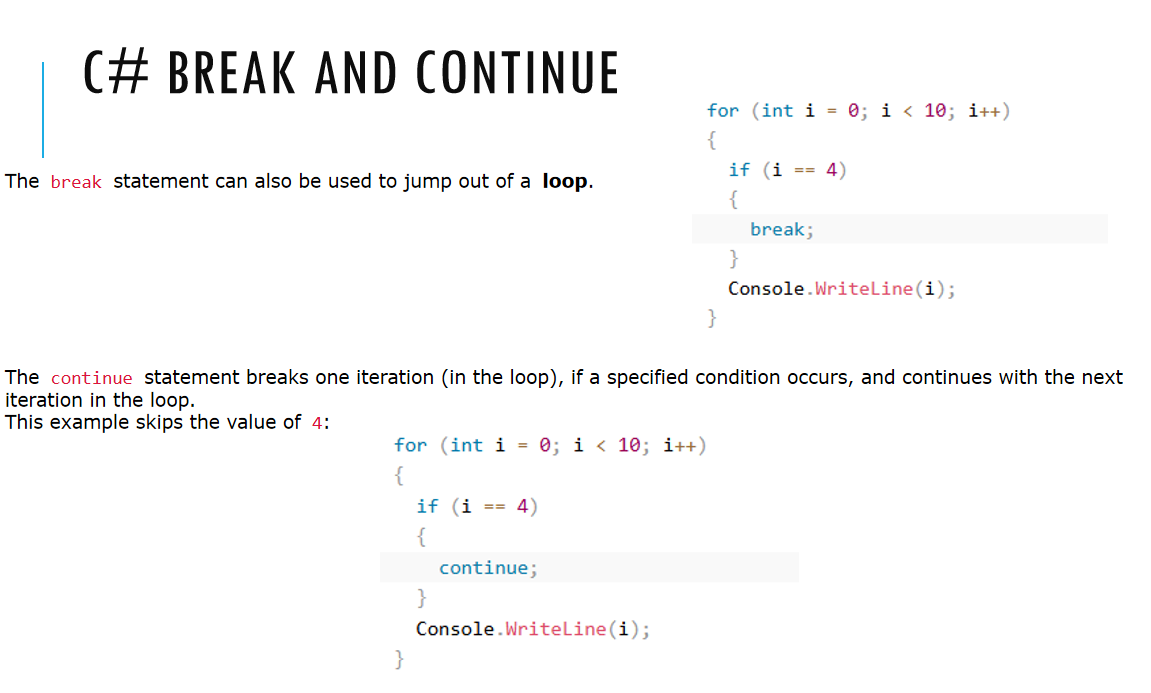 C# BREAK AND CONTINUE
The break statement can also be used to jump out of a loop.
for (int i = 0; i < 10; i++)
{
  if (i == 4)
  {
    break;
  }
  Console.WriteLine(i);
}
The continue statement breaks one iteration (in the loop), if a specified condition occurs, and continues with the next
iteration in the loop.
This example skips the value of 4:
for (int i = 0; i < 10; i++)
{
  if (i == 4)
  {
    continue;
  }
  Console.WriteLine(i);
}